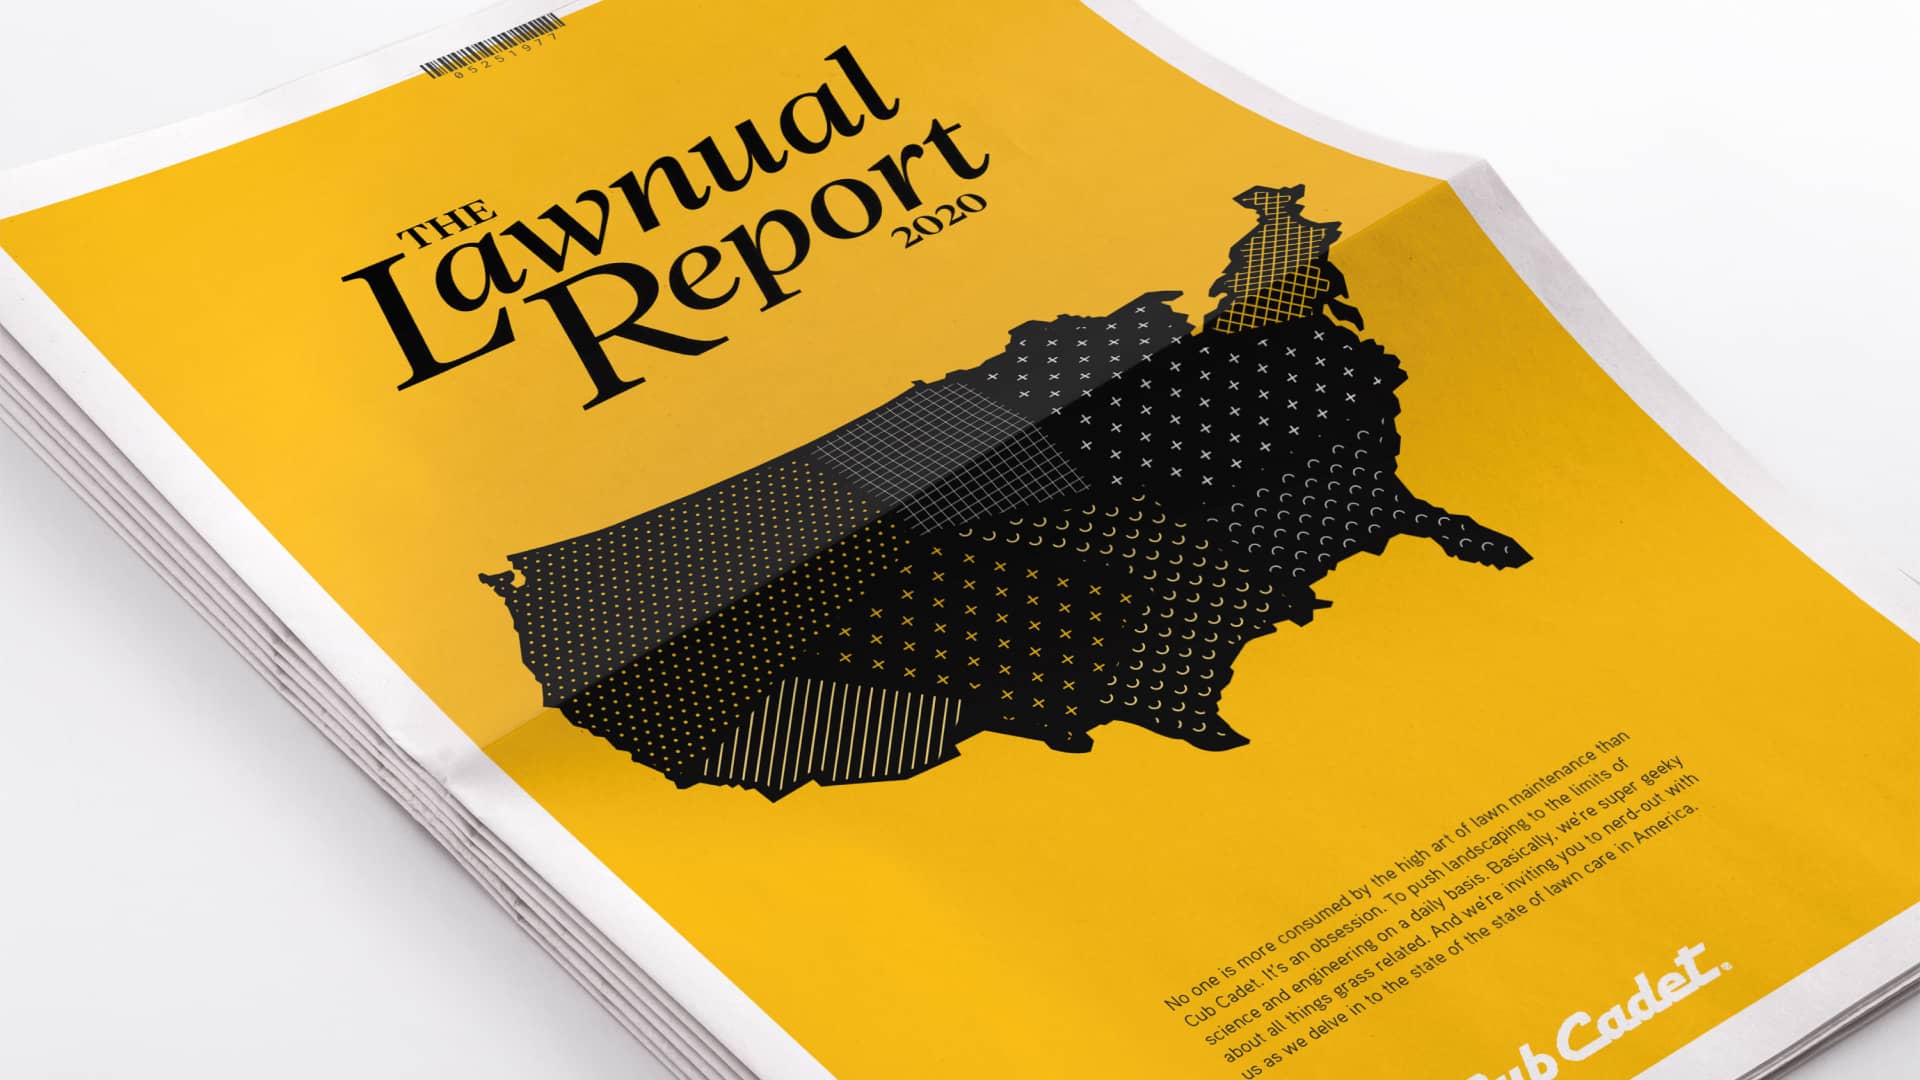 05251977
THE
Lawnual
Report
2020
No one is more consumed by the high art of lawn maintenance than
Cub Cadet. It's an obsession. To push landscaping to the limits of
science and engineering on a daily basis. Basically, we're super geeky
about all things grass related. And we're inviting you to nerd-out with
us as we delve in to the state of the state of lawn care in America.
Cub Cadet®